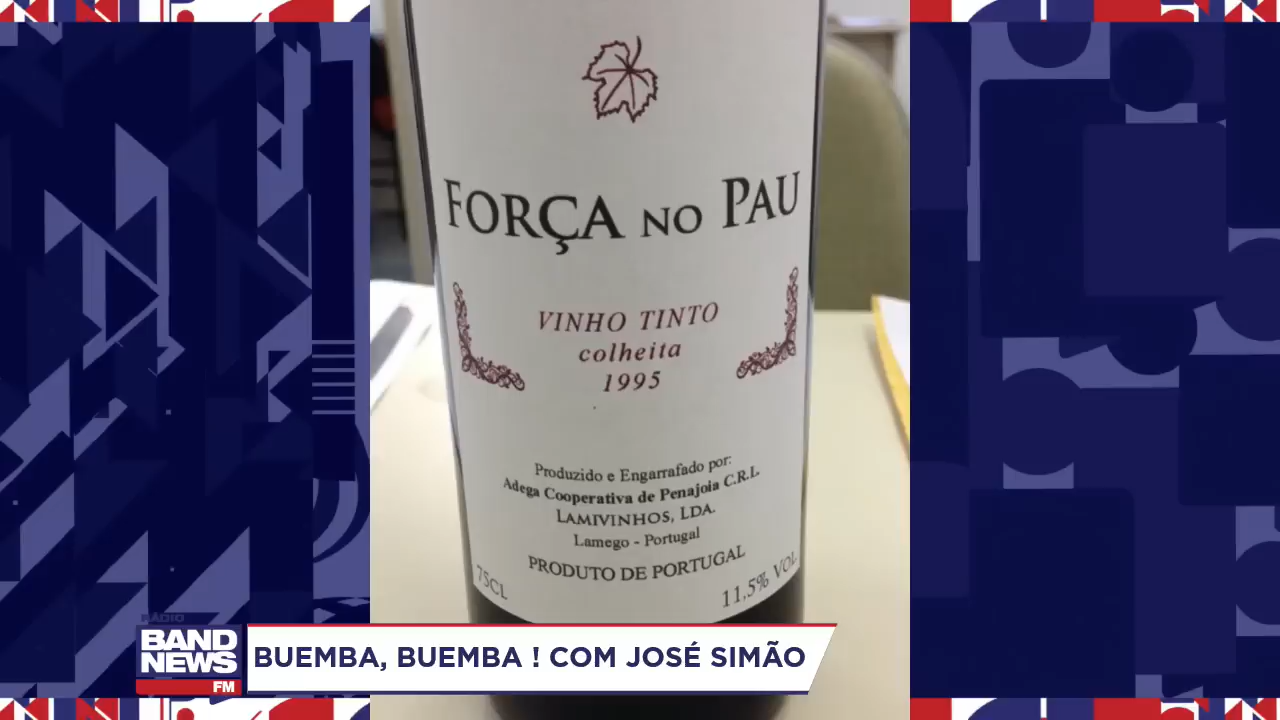 FORÇA NO PAU
VINHO TINTO
colheita
1995
Produzido e Engarrafado por:
Adega Cooperativa de Penajoia C.R.L.
LAMIVINHOS, LDA.
Lamego - Portugal
PRODUTO DE PORTUGAL
75CL
11,5% VOL
RÁDIO
BAND
NEWS
FM
BUEMBA, BUEMBA ! COM JOSÉ SIMÃO